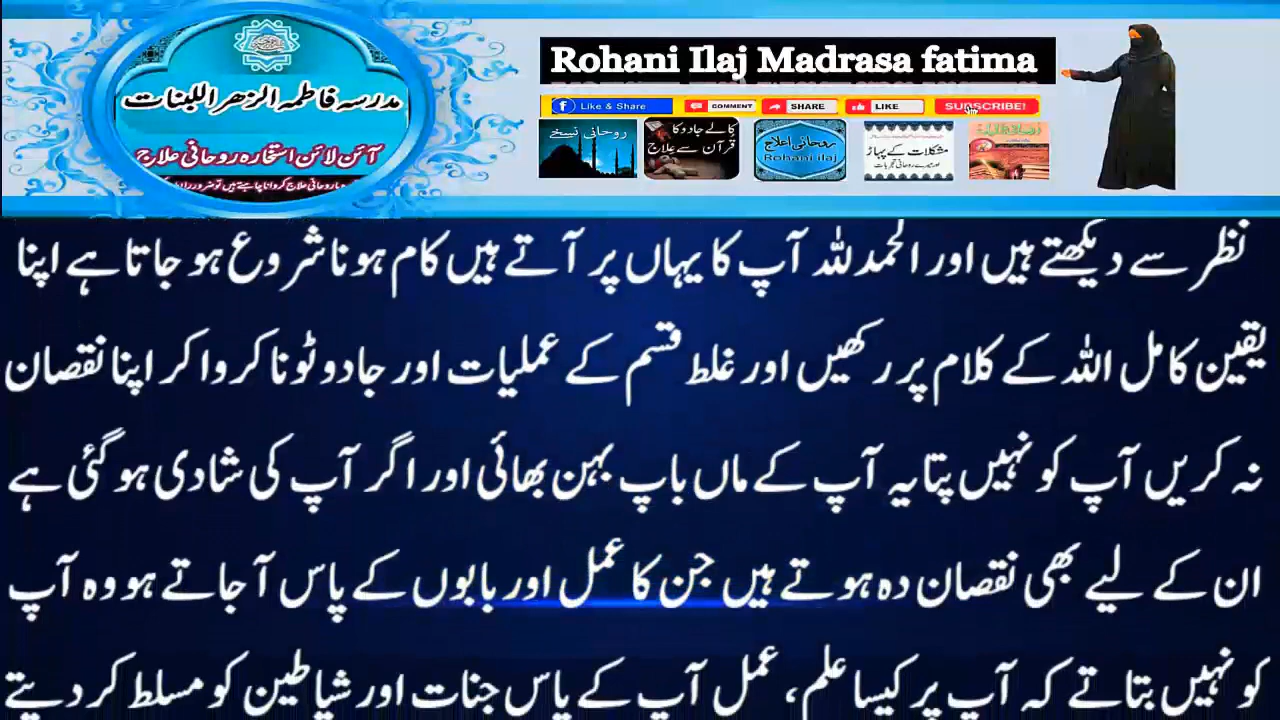 مدرسہ فاطمہ الزہرا للبنات
آئن لائن استخارہ روحانی علاج
Rohani Ilaj Madrasa fatima
Like & Share
COMMENT
SHARE
LIKE
SUBSCRIBE!
روحانی نسخ
کالے جادو کا
قرآن سے علاج
روحانی اعلاج
Rohani ilaj
مشکلات کے پہاڑ
نظر سے دیکھتے ہیں اور الحمدللہ آپ کا یہاں پر آتے ہیں کام ہونا شروع ہو جاتا ہے اپنا
یقین کامل اللہ کے کلام پر رکھیں اور غلط قسم کے عملیات اور جادو ٹونا کروا کر اپنا نقصان
نہ کریں آپ کو نہیں پتا یہ آپ کے ماں باپ بہن بھائی اور اگر آپ کی شادی ہو گئی ہے
ان کے لیے بھی نقصان دہ ہوتے ہیں جن کا عمل اور بابوں کے پاس آ جاتے ہو وہ آپ
کو نہیں بتاتے کہ آپ پر کیسا علم، عمل آپ کے پاس جنات اور شیاطین کو مسلط کر دیتے